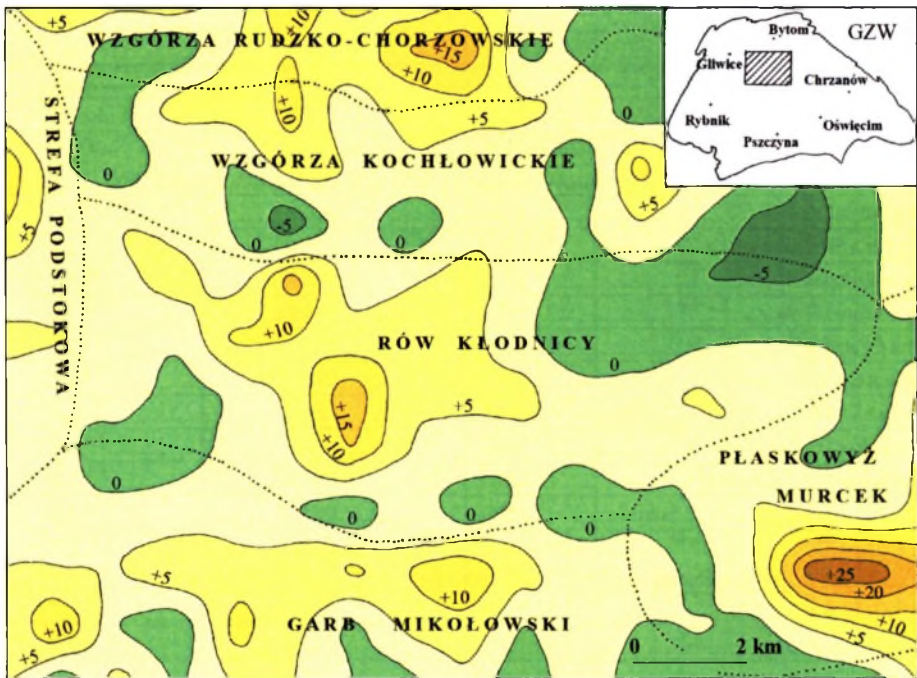 +5
WZGÓRZA RUDZKO-CHORZOWSKIE
+15
+10
+10
+5
0
0
GZW
Bytom
Gliwice
Chrzanów
Rybnik
Oświęcim
Pszczyna
STREFA PODSTOKOWA
WZGÓRZA KOCHŁOWICKIE
+5
+5
-5
0
0
-5
+10
RÓW KŁODNICY
0
+15
+10
+5
0
PŁASKOWYŻ
MURCEK
0
0
0
+5
+10
+25
+20
+10
+5
+10
+5
GARB MIKOŁOWSKI
0 2 km